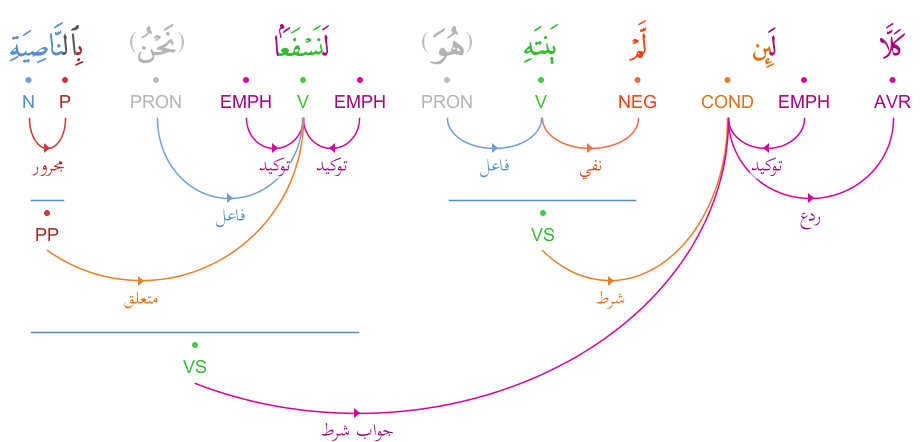 كَلَّا لَئِن لَّمْ يَنتَهِ (هُوَ) لَنَسْفَعًۢا (نَحْنُ) بِٱلنَّاصِيَةِ
AVR EMPH COND NEG V PRON EMPH V EMPH PRON P N
توكيد نفي فاعل توكيد توكيد مجرور
ردع فاعل
VS PP
شرط متعلق
VS
جواب شرط